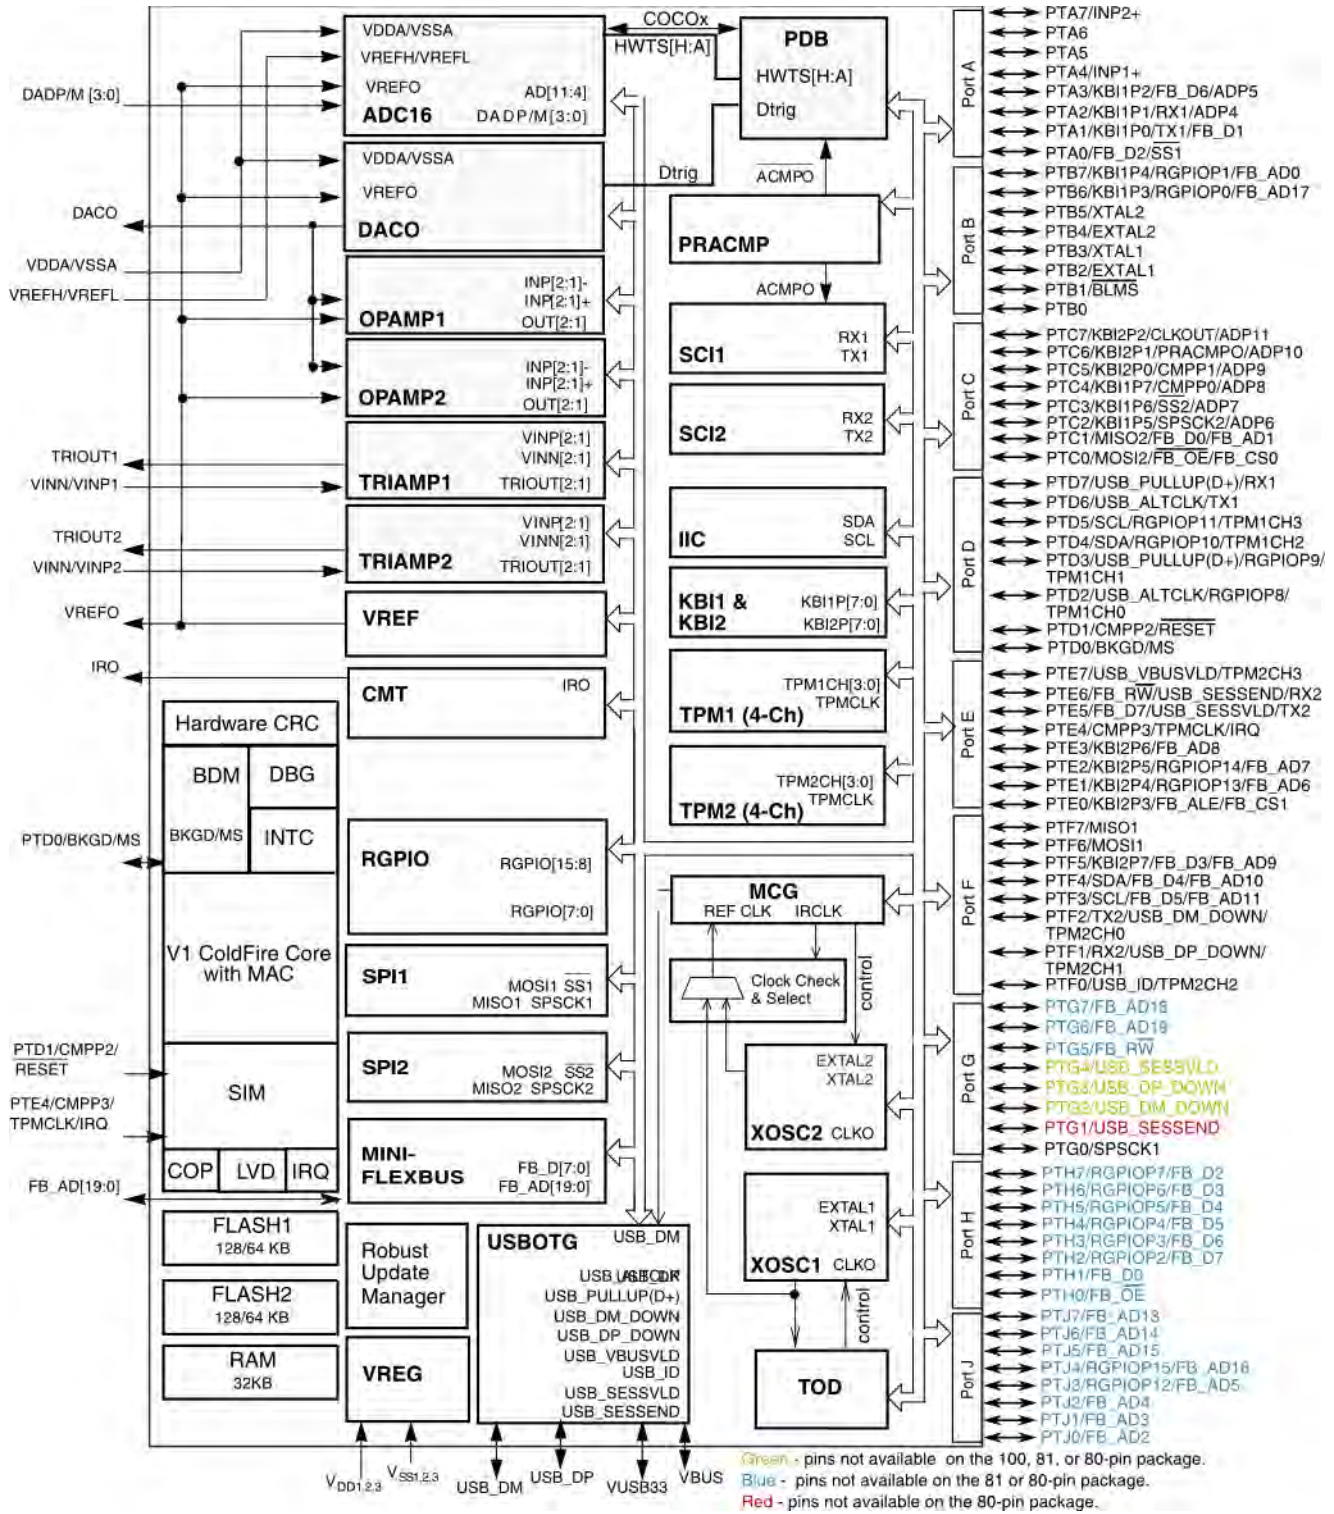 DADP/M [3:0]
DACO
VDDA/VSSA
VREFH/VREFL
TRIOUT1
VINN/VINP1
TRIOUT2
VINN/VINP2
VREFO
IRO
PTD0/BKGD/MS
PTD1/CMPP2/
RESET
PTE4/CMPP3/
TPMCLK/IRQ
FB_AD[19:0]
VDDA/VSSA
VREFH/VREFL
VREFO
AD[11:4]
ADC16
DADP/M[3:0]
VDDA/VSSA
VREFO
DACO
INP[2:1]-
INP[2:1]+
OPAMP1
OUT[2:1]
INP[2:1]-
INP[2:1]+
OPAMP2
OUT[2:1]
VINP[2:1]
VINN[2:1]
TRIAMP1
TRIOUT[2:1]
VINP[2:1]
VINN[2:1]
TRIAMP2
TRIOUT[2:1]
VREF
CMT
IRO
Hardware CRC
BDM
DBG
BKGD/MS
INTC
V1 ColdFire Core
with MAC
SIM
COP
LVD
IRQ
FLASH1
128/64 KB
FLASH2
128/64 KB
RAM
32KB
RGPIO
RGPIO[15:8]
RGPIO[7:0]
SPI1
MOSI1 SS1
MISO1 SPSCK1
SPI2
MOSI2 SS2
MISO2 SPSCK2
MINI-
FLEXBUS
FB_D[7:0]
FB_AD[19:0]
Robust
Update
Manager
VREG
VDD1,2,3
VSS1,2,3
USBOTG
USB_DM
USB_PULLUP(D+)
USB_DM_DOWN
USB_DP_DOWN
USB_VBUSVLD
USB_ID
USB_SESSVLD
USB_SESSEND
USB_DM
USB_DP
VUSB33
VBUS
COCOx
HWTS[H:A]
PDB
HWTS[H:A]
Dtrig
Dtrig
ACMPO
PRACMP
ACMPO
SCI1
RX1
TX1
SCI2
RX2
TX2
IIC
SDA
SCL
KBI1 &
KBI2
KBI1P[7:0]
KBI2P[7:0]
TPM1CH[3:0]
TPMCLK
TPM1 (4-Ch)
TPM2CH[3:0]
TPMCLK
TPM2 (4-Ch)
MCG
REF CLK
IRCLK
Clock Check
& Select
control
EXTAL2
XTAL2
XOSC2
CLKO
EXTAL1
XTAL1
XOSC1
CLKO
control
TOD
Port A
PTA7/INP2+
PTA6
PTA5
PTA4/INP1+
PTA3/KBI1P2/FB_D6/ADP5
PTA2/KBI1P1/RX1/ADP4
PTA1/KBI1P0/TX1/FB_D1
PTA0/FB_D2/SS1
Port B
PTB7/KBI1P4/RGPIOP1/FB_AD0
PTB6/KBI1P3/RGPIOP0/FB_AD17
PTB5/XTAL2
PTB4/EXTAL2
PTB3/XTAL1
PTB2/EXTAL1
PTB1/BLMS
PTB0
Port C
PTC7/KBI2P2/CLKOUT/ADP11
PTC6/KBI2P1/PRACMPO/ADP10
PTC5/KBI2P0/CMPP1/ADP9
PTC4/KBI1P7/CMPP0/ADP8
PTC3/KBI1P6/SS2/ADP7
PTC2/KBI1P5/SPSCK2/ADP6
PTC1/MISO2/FB_D0/FB_AD1
PTC0/MOSI2/FB_OE/FB_CS0
Port D
PTD7/USB_PULLUP(D+)/RX1
PTD6/USB_ALTCLK/TX1
PTD5/SCL/RGPIOP11/TPM1CH3
PTD4/SDA/RGPIOP10/TPM1CH2
PTD3/USB_PULLUP(D+)/RGPIOP9/
TPM1CH1
PTD2/USB_ALTCLK/RGPIOP8/
TPM1CH0
PTD1/CMPP2/RESET
PTD0/BKGD/MS
Port E
PTE7/USB_VBUSVLD/TPM2CH3
PTE6/FB_RW/USB_SESSEND/RX2
PTE5/FB_D7/USB_SESSVLD/TX2
PTE4/CMPP3/TPMCLK/IRQ
PTE3/KBI2P6/FB_AD8
PTE2/KBI2P5/RGPIOP14/FB_AD7
PTE1/KBI2P4/RGPIOP13/FB_AD6
PTE0/KBI2P3/FB_ALE/FB_CS1
Port F
PTF7/MISO1
PTF6/MOSI1
PTF5/KBI2P7/FB_D3/FB_AD9
PTF4/SDA/FB_D4/FB_AD10
PTF3/SCL/FB_D5/FB_AD11
PTF2/TX2/USB_DM_DOWN/
TPM2CH0
PTF1/RX2/USB_DP_DOWN/
TPM2CH1
PTF0/USB_ID/TPM2CH2
Port G
PTG7/FB_AD18
PTG6/FB_AD19
PTG5/FB_RW
PTG4/USB_SESSVLD
PTG3/USB_DP_DOWN
PTG2/USB_DM_DOWN
PTG1/USB_SESSEND
PTG0/SPSCK1
Port H
PTH7/RGPIOP7/FB_D2
PTH6/RGPIOP6/FB_D3
PTH5/RGPIOP5/FB_D4
PTH4/RGPIOP4/FB_D5
PTH3/RGPIOP3/FB_D6
PTH2/RGPIOP2/FB_D7
PTH1/FB_D0
PTH0/FB_OE
Port J
PTJ7/FB_AD13
PTJ6/FB_AD14
PTJ5/FB_AD15
PTJ4/RGPIOP15/FB_AD16
PTJ3/RGPIOP12/FB_AD5
PTJ2/FB_AD4
PTJ1/FB_AD3
PTJ0/FB_AD2
Green - pins not available on the 100, 81, or 80-pin package.
Blue - pins not available on the 81 or 80-pin package.
Red - pins not available on the 80-pin package.